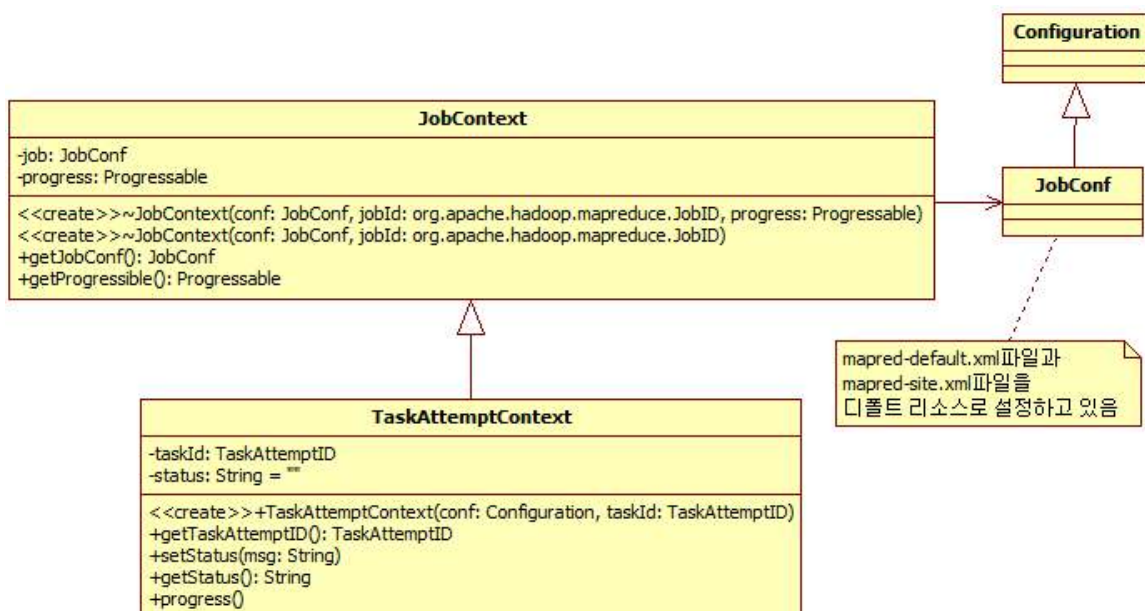 Configuration
JobContext
-job: JobConf
-progress: Progressable
<<create>>~JobContext(conf: JobConf, jobId: org.apache.hadoop.mapreduce.JobID, progress: Progressable)
<<create>>~JobContext(conf: JobConf, jobId: org.apache.hadoop.mapreduce.JobID)
+getJobConf(): JobConf
+getProgressible(): Progressable
JobConf
mapred-default.xml파일과
mapred-site.xml파일을
디폴트 리소스로 설정하고 있음
TaskAttemptContext
-taskId: TaskAttemptID
-status: String = ""
<<create>>+TaskAttemptContext(conf: Configuration, taskId: TaskAttemptID)
+getTaskAttemptID(): TaskAttemptID
+setStatus(msg: String)
+getStatus(): String
+progress()